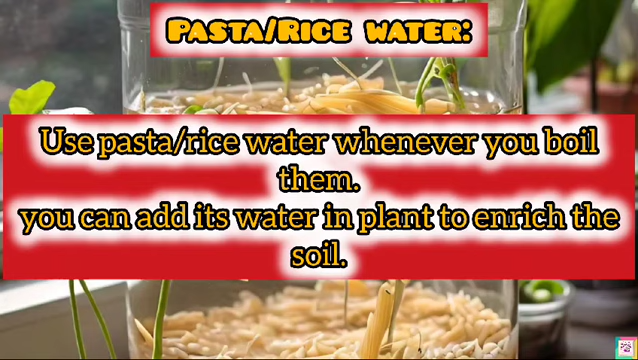 Pasta/Rice water:
Use pasta/rice water whenever you boil
them.
you can add its water in plant to enrich the
soil.